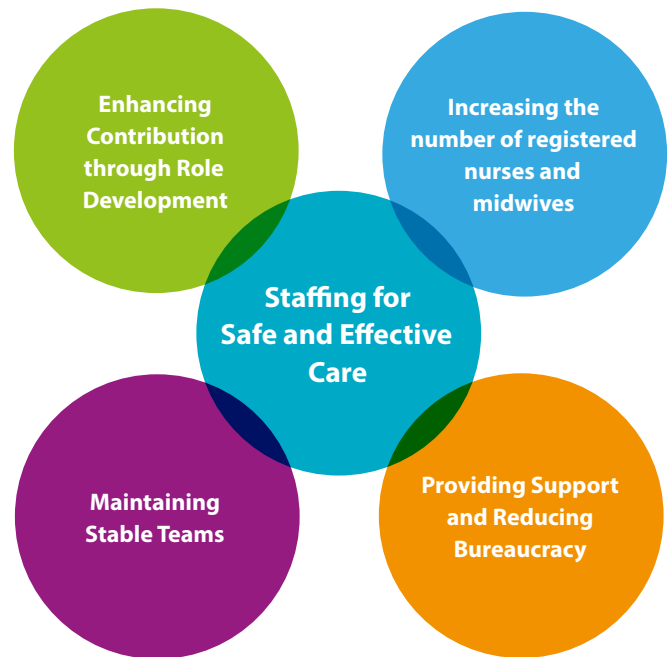 Enhancing
Contribution
through Role
Development
Increasing the
number of registered
nurses and
midwives
Staffing for
Safe and Effective
Care
Maintaining
Stable Teams
Providing Support
and Reducing
Bureaucracy